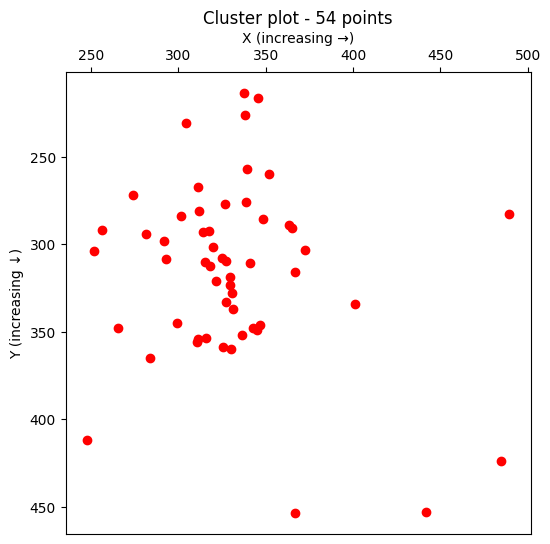 Cluster plot - 54 points
X (increasing →)
250 300 350 400 450 500
Y (increasing ↓)
250
300
350
400
450